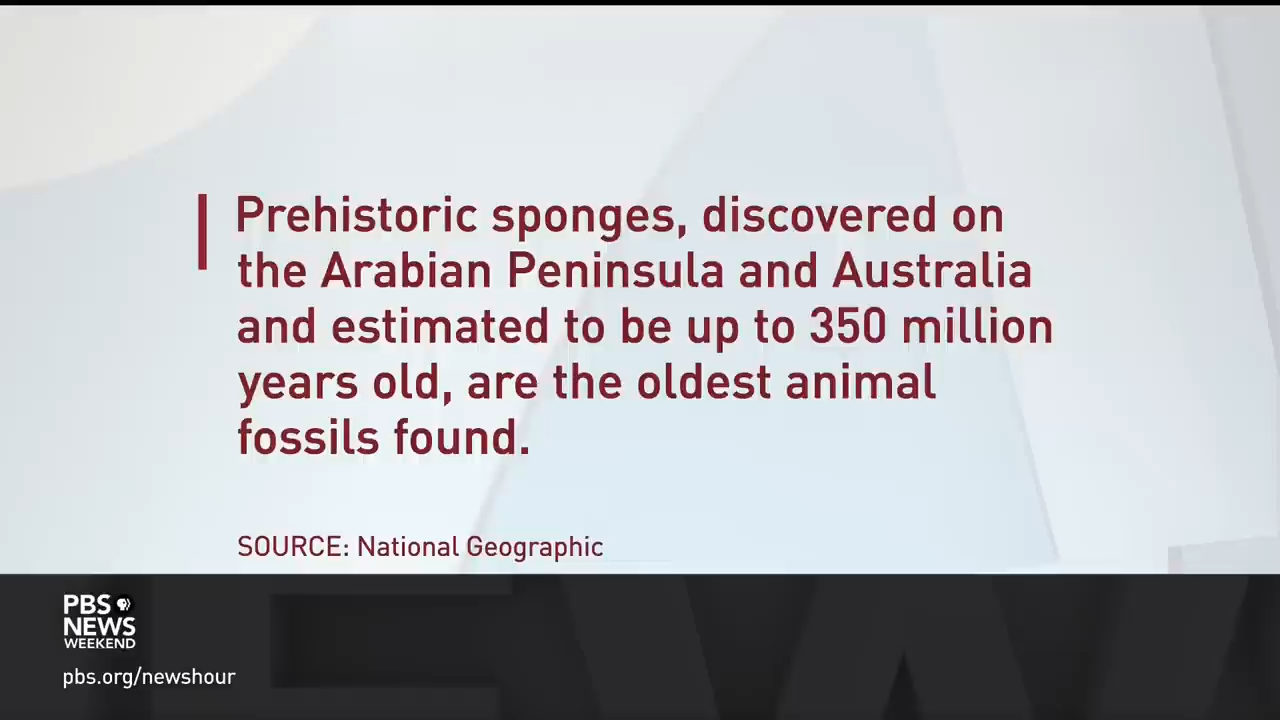 Prehistoric sponges, discovered on
the Arabian Peninsula and Australia
and estimated to be up to 350 million
years old, are the oldest animal
fossils found.
SOURCE: National Geographic
PBS
NEWS
WEEKEND
pbs.org/newshour